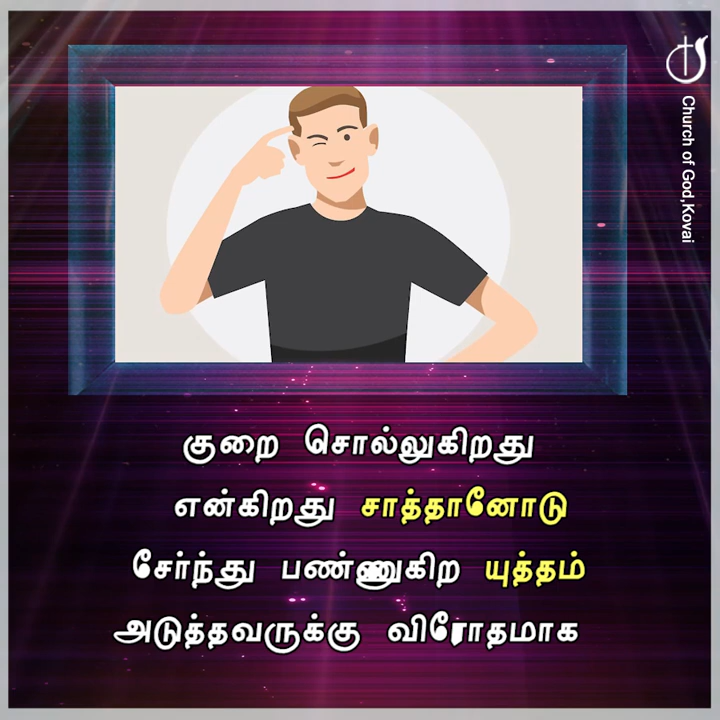 Church of God,Kovai
குறை சொல்லுகிறது
என்கிறது சாத்தானோடு
சேர்ந்து பண்ணுகிற யுத்தம்
அடுத்தவருக்கு விரோதமாக